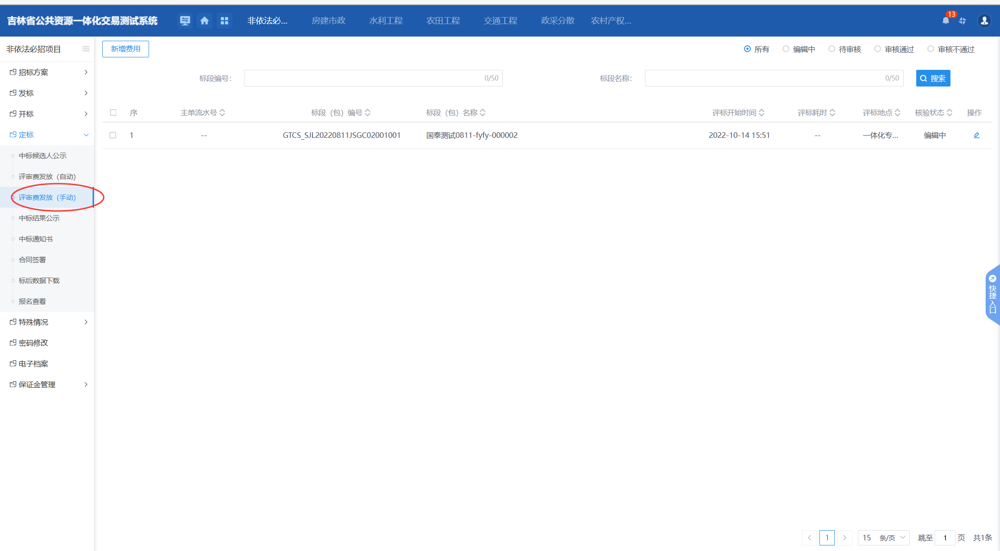 吉林省公共资源一体化交易测试系统
非依法必... 房建市政 水利工程 农田工程 交通工程 政采分散 农村产权...
13
非依法必招项目
招标方案
发标
开标
定标
中标候选人公示
评审费发放（自动）
评审费发放（手动）
中标结果公示
中标通知书
合同签署
标后数据下载
报名查看
特殊情况
密码修改
电子档案
保证金管理
新增费用
所有 编辑中 待审核 审核通过 审核不通过
标段编号： 0/50 标段名称： 0/50 搜索
序 主单流水号 标段（包）编号 标段（包）名称 评标开始时间 评标耗时 评标地点 核验状态 操作
1 -- GTCS_SJL20220811JSGC02001001 国泰测试0811-fyfy-000002 2022-10-14 15:51 -- 一体化专... 编辑中
快捷入口
1 15 条/页 跳至 1 页 共1条